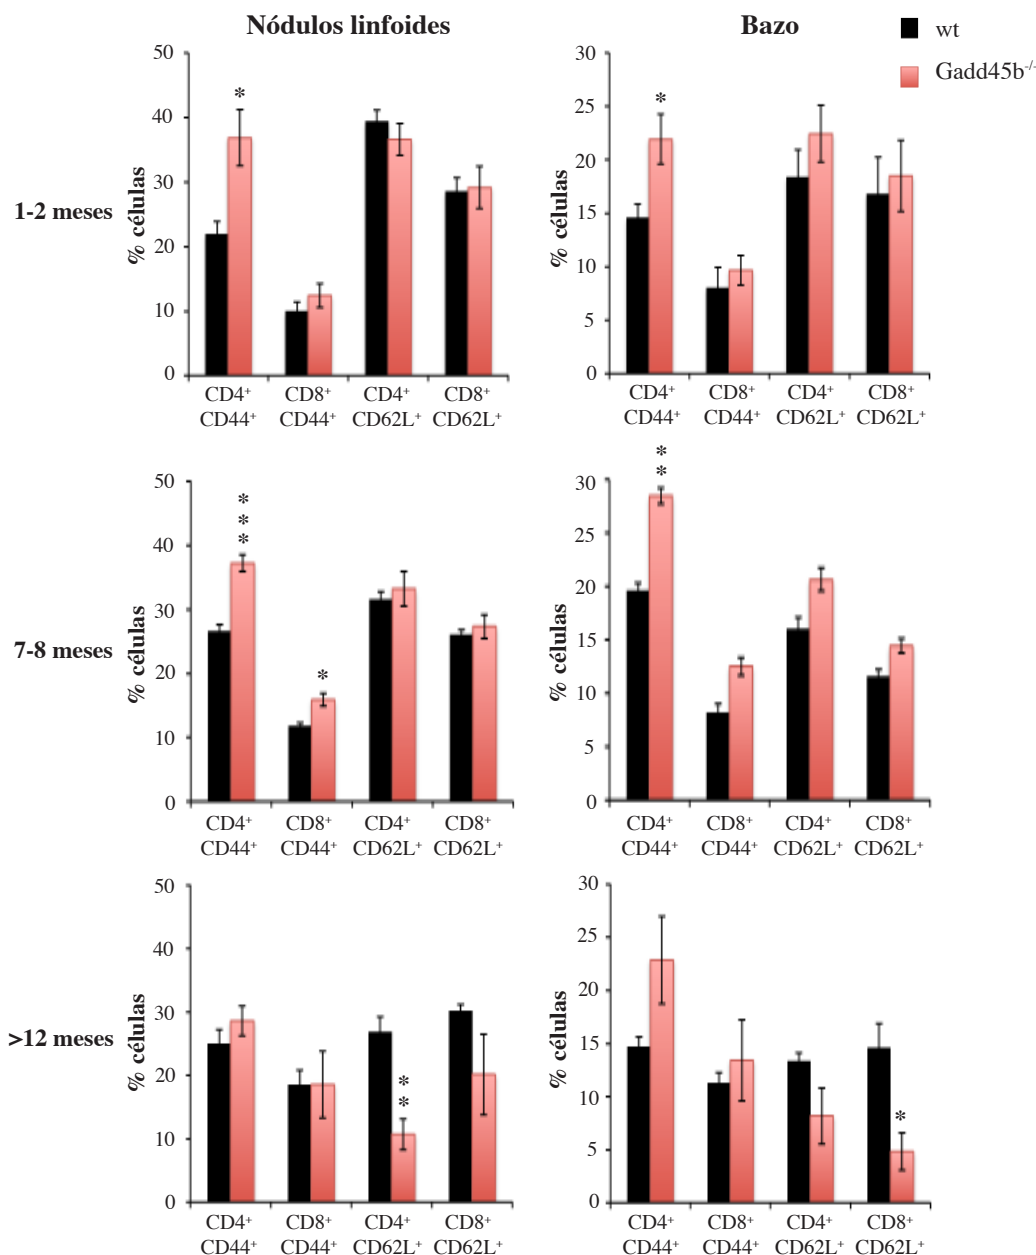 Nódulos linfoides
Bazo
wt
Gadd45b-/-
1-2 meses
% células
50
40
30
20
10
0
*
CD4+ CD8+ CD4+ CD8+
CD44+ CD44+ CD62L+ CD62L+
% células
30
25
20
15
10
5
0
*
CD4+ CD8+ CD4+ CD8+
CD44+ CD44+ CD62L+ CD62L+
7-8 meses
% células
50
40
30
20
10
0
***
*
CD4+ CD8+ CD4+ CD8+
CD44+ CD44+ CD62L+ CD62L+
% células
30
25
20
15
10
5
0
**
CD4+ CD8+ CD4+ CD8+
CD44+ CD44+ CD62L+ CD62L+
>12 meses
% células
50
40
30
20
10
0
**
CD4+ CD8+ CD4+ CD8+
CD44+ CD44+ CD62L+ CD62L+
% células
30
25
20
15
10
5
0
*
CD4+ CD8+ CD4+ CD8+
CD44+ CD44+ CD62L+ CD62L+